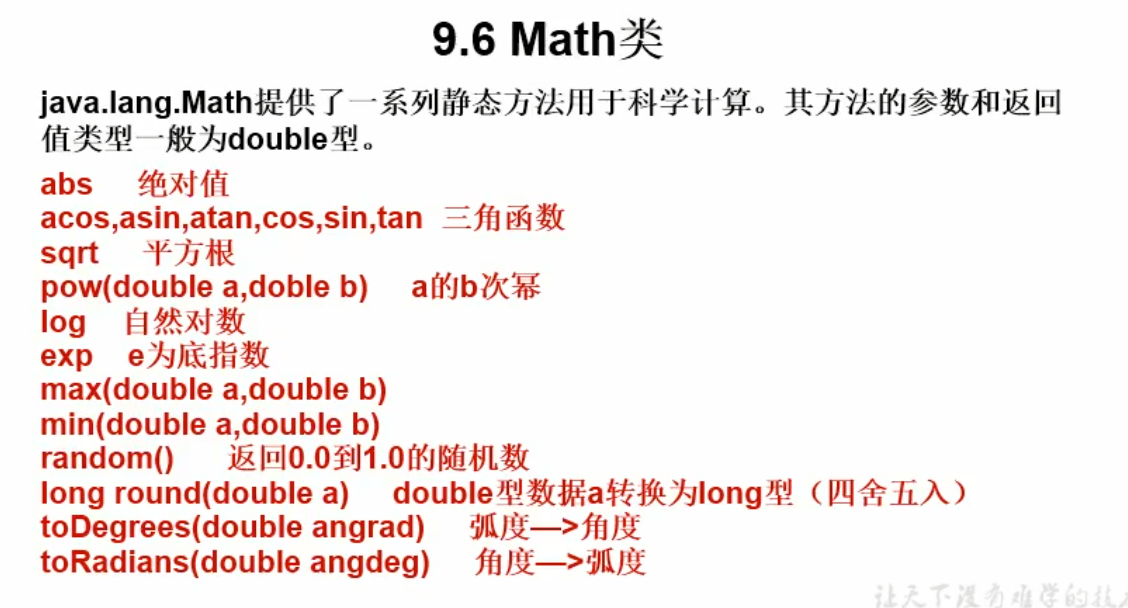 9.6 Math类
java.lang.Math提供了一系列静态方法用于科学计算。其方法的参数和返回
值类型一般为double型。
abs 绝对值
acos,asin,atan,cos,sin,tan 三角函数
sqrt 平方根
pow(double a,doble b) a的b次幂
log 自然对数
exp e为底指数
max(double a,double b)
min(double a,double b)
random() 返回0.0到1.0的随机数
long round(double a) double型数据a转换为long型（四舍五入）
toDegrees(double angrad) 弧度—>角度
toRadians(double angdeg) 角度—>弧度
让天下没有难学的技